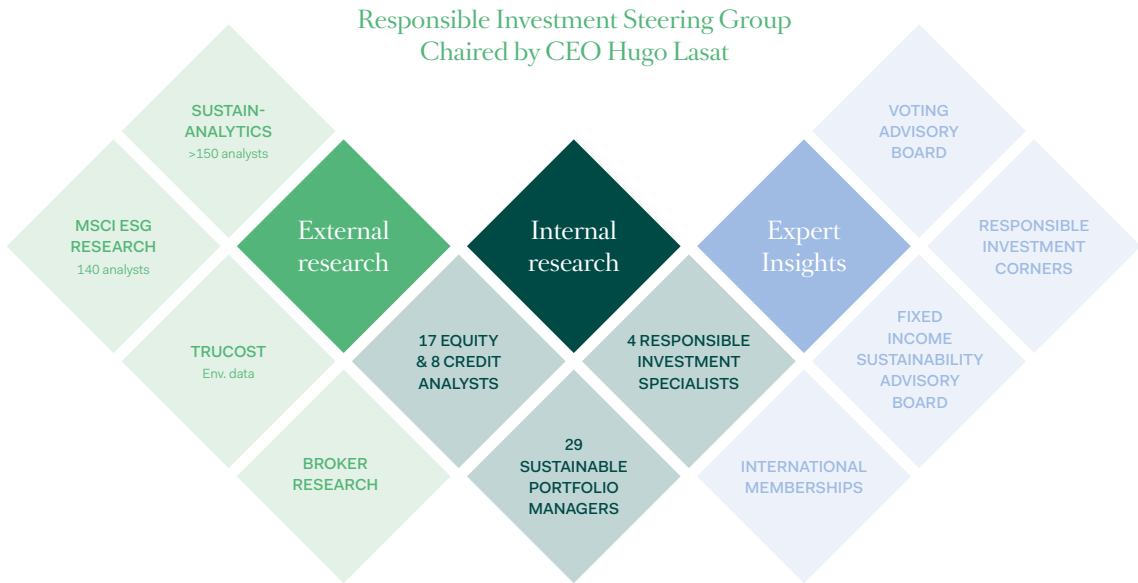 Responsible Investment Steering Group
Chaired by CEO Hugo Lasat
SUSTAIN-
ANALYTICS
>150 analysts
MSCI ESG
RESEARCH
140 analysts
TRUCOST
Env. data
BROKER
RESEARCH
External
research
Internal
research
17 EQUITY
& 8 CREDIT
ANALYSTS
4 RESPONSIBLE
INVESTMENT
SPECIALISTS
29
SUSTAINABLE
PORTFOLIO
MANAGERS
Expert
Insights
VOTING
ADVISORY
BOARD
RESPONSIBLE
INVESTMENT
CORNERS
FIXED
INCOME
SUSTAINABILITY
ADVISORY
BOARD
INTERNATIONAL
MEMBERSHIPS